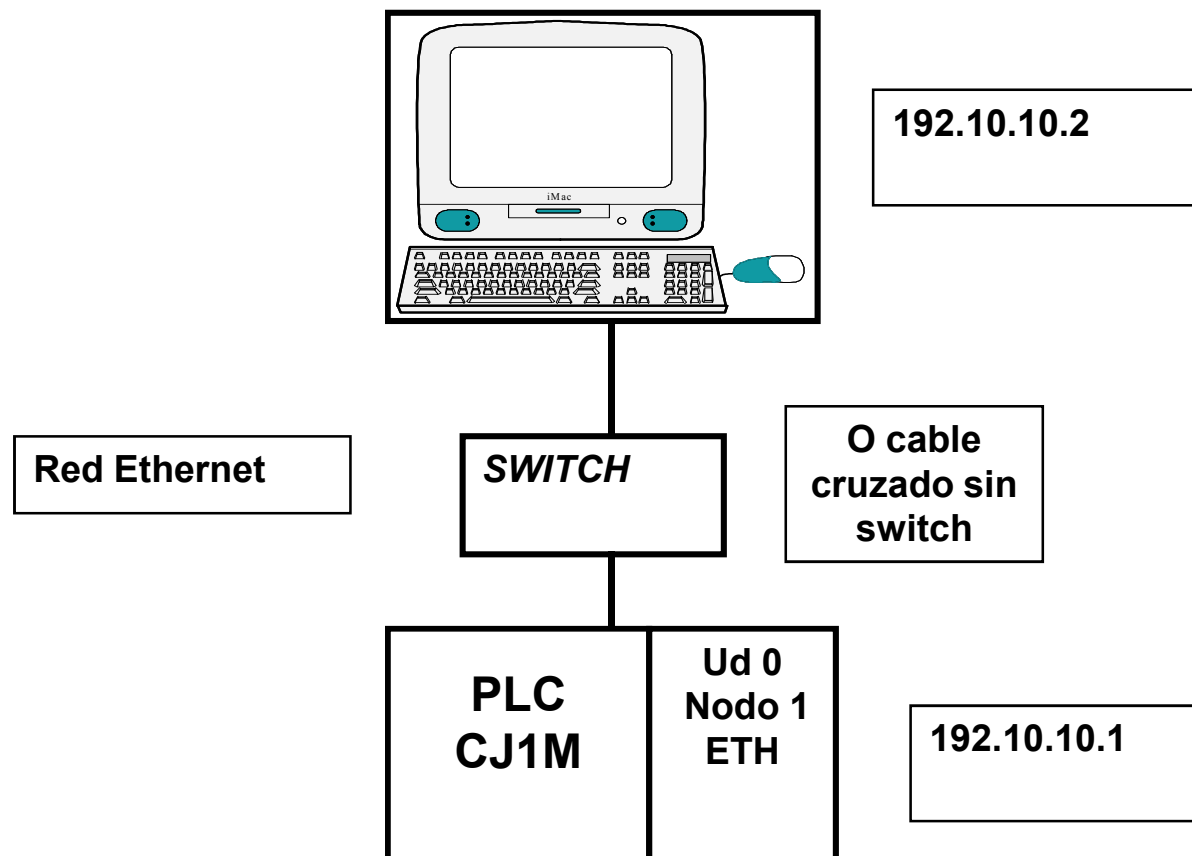 192.10.10.2
iMac
Red Ethernet
SWITCH
O cable
cruzado sin
switch
PLC
CJ1M
Ud 0
Nodo 1
ETH
192.10.10.1